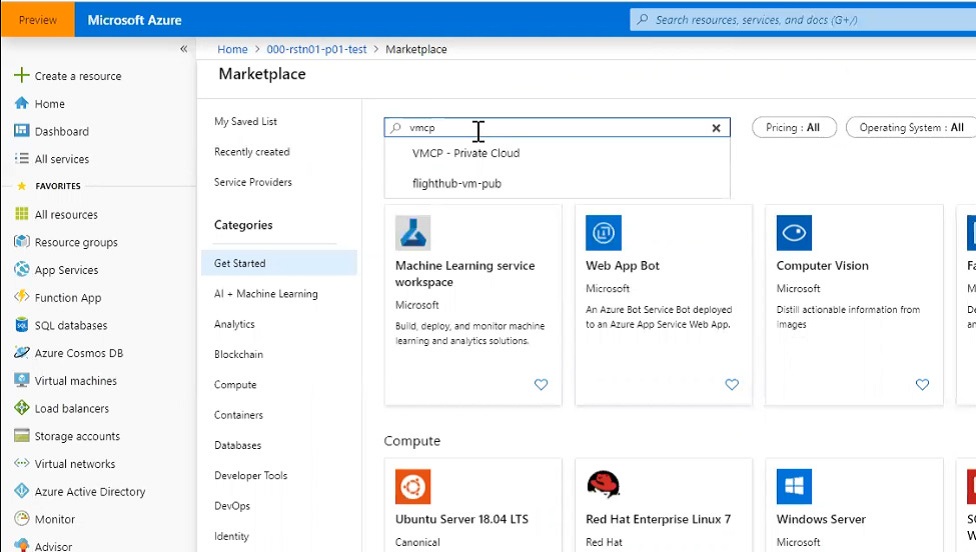 Preview
Microsoft Azure
Search resources, services, and docs (G+/)
«
Home > 000-rstn01-p01-test > Marketplace
Marketplace
Create a resource
Home
Dashboard
All services
FAVORITES
All resources
Resource groups
App Services
Function App
SQL databases
Azure Cosmos DB
Virtual machines
Load balancers
Storage accounts
Virtual networks
Azure Active Directory
Monitor
Advisor
My Saved List
Recently created
Service Providers
Categories
Get Started
AI + Machine Learning
Analytics
Blockchain
Compute
Containers
Databases
Developer Tools
DevOps
Identity
vmcp
VMCP - Private Cloud
flighthub-vm-pub
Pricing : All
Operating System : All
Machine Learning service
workspace
Microsoft
Build, deploy, and monitor machine
learning and analytics solutions.
Web App Bot
Microsoft
An Azure Bot Service Bot deployed
to an Azure App Service Web App.
Computer Vision
Microsoft
Distill actionable information from
images
Compute
Ubuntu Server 18.04 LTS
Canonical
Red Hat Enterprise Linux 7
Red Hat
Windows Server
Microsoft